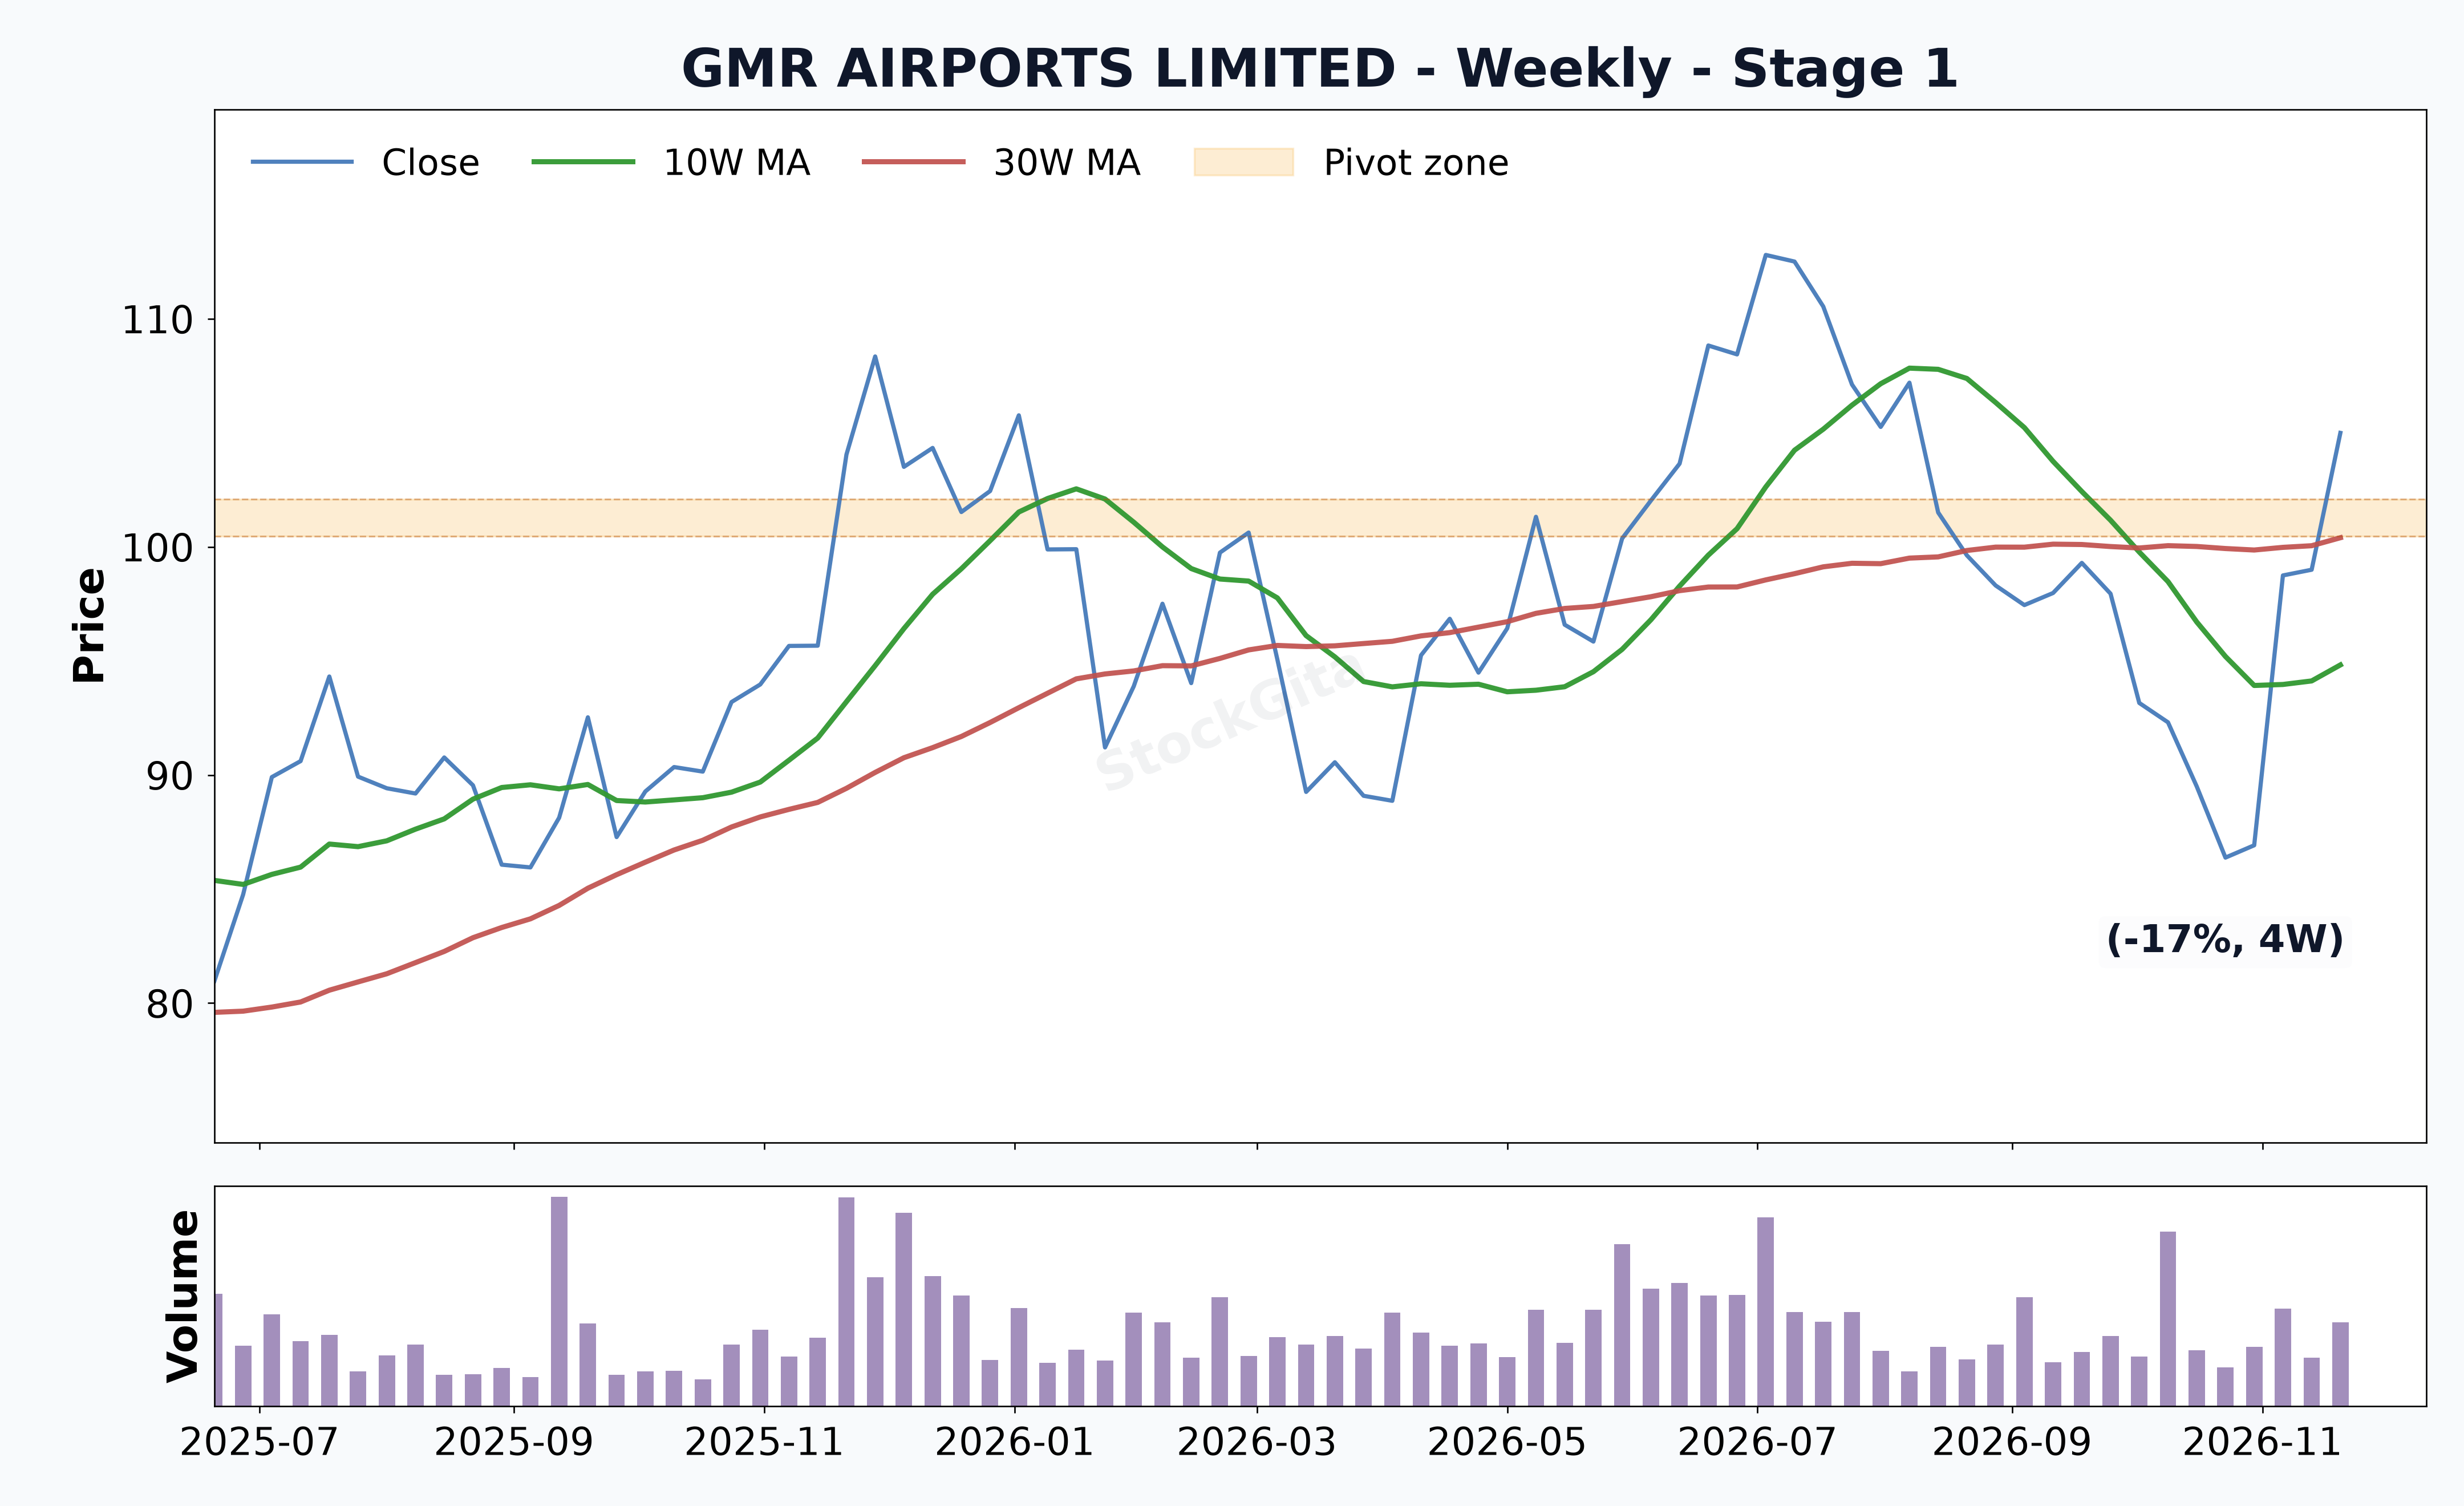 GMR AIRPORTS LIMITED - Weekly - Stage 1
Close 10W MA 30W MA Pivot zone
Price
110
100
90
80
StockGita
(-17%, 4W)
Volume
2025-07 2025-09 2025-11 2026-01 2026-03 2026-05 2026-07 2026-09 2026-11